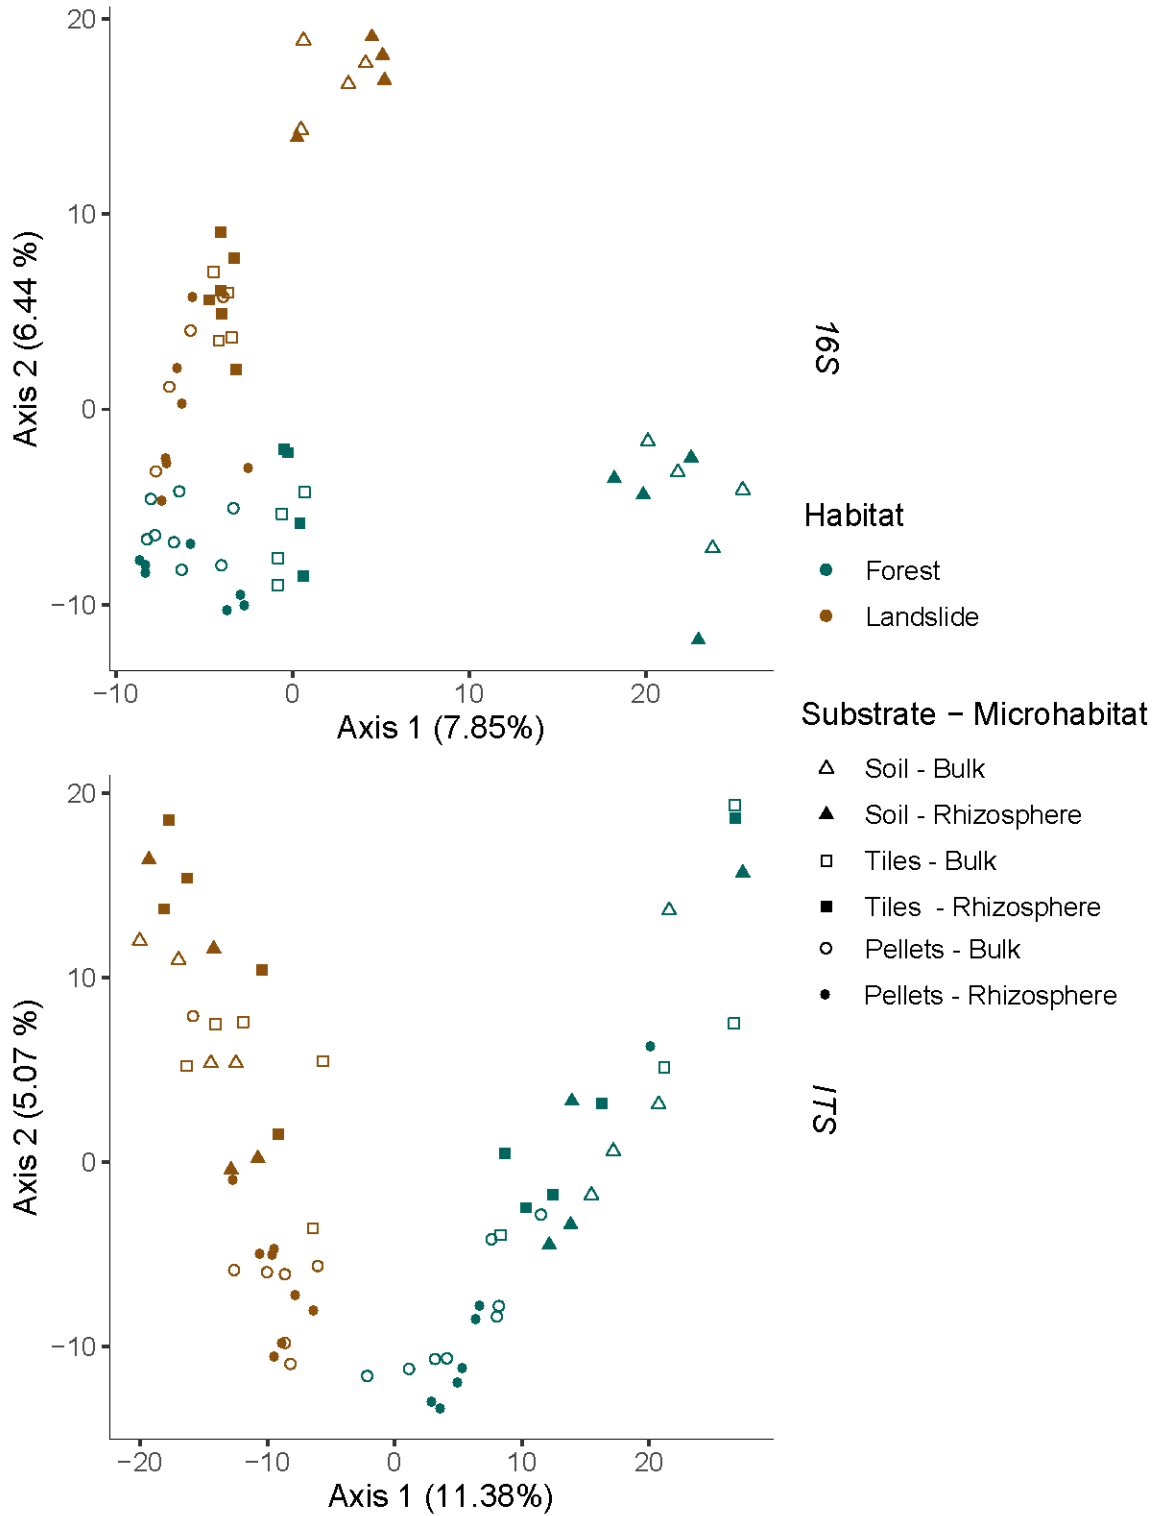 20
10
0
−10
Axis 2 (6.44 %)
−10
0
10
20
Axis 1 (7.85%)
16S
Habitat
Forest
Landslide
Substrate − Microhabitat
Soil - Bulk
Soil - Rhizosphere
Tiles - Bulk
Tiles - Rhizosphere
Pellets - Bulk
Pellets - Rhizosphere
20
10
0
−10
Axis 2 (5.07 %)
−20
−10
0
10
20
Axis 1 (11.38%)
ITS